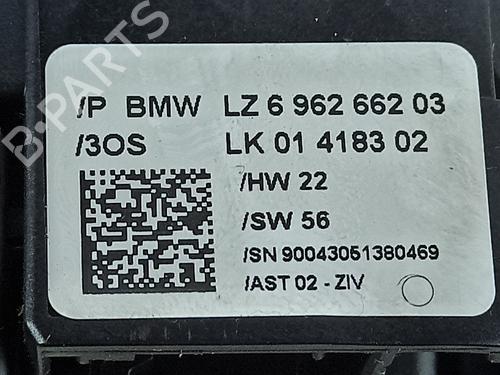 B-PARTS
/P BMW LZ 6 962 662 03
/3OS LK 01 4183 02
/HW 22
/SW 56
/SN 90043051380469
/AST 02 - ZIV